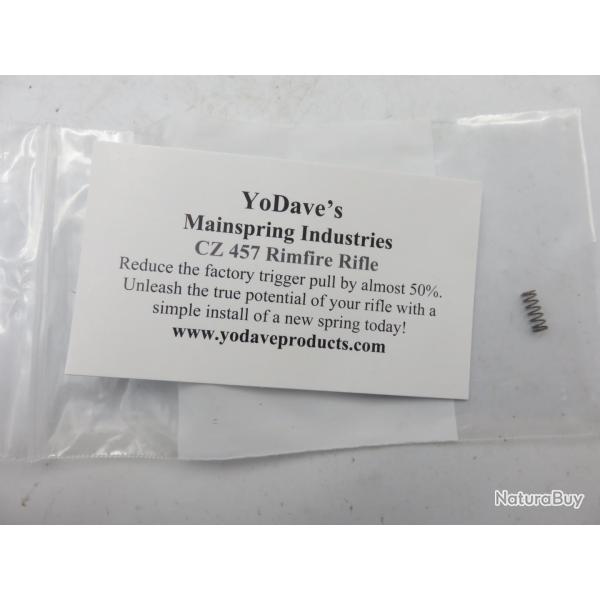 YoDave's
Mainspring Industries
CZ 457 Rimfire Rifle
Reduce the factory trigger pull by almost 50%.
Unleash the true potential of your rifle with a
simple install of a new spring today!
www.yodaveproducts.com
NaturaBuy